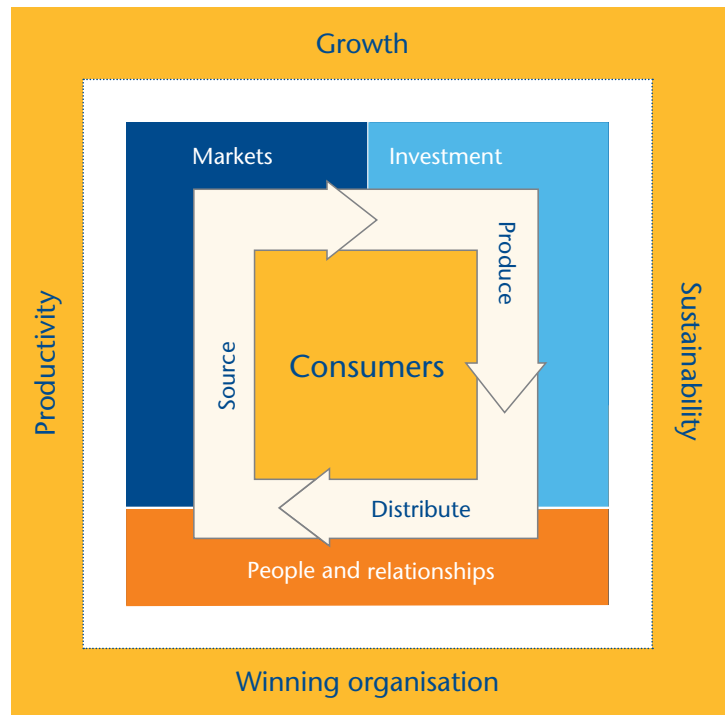 Growth
Markets
Investment
Produce
Productivity
Sustainability
Source
Consumers
Distribute
People and relationships
Winning organisation